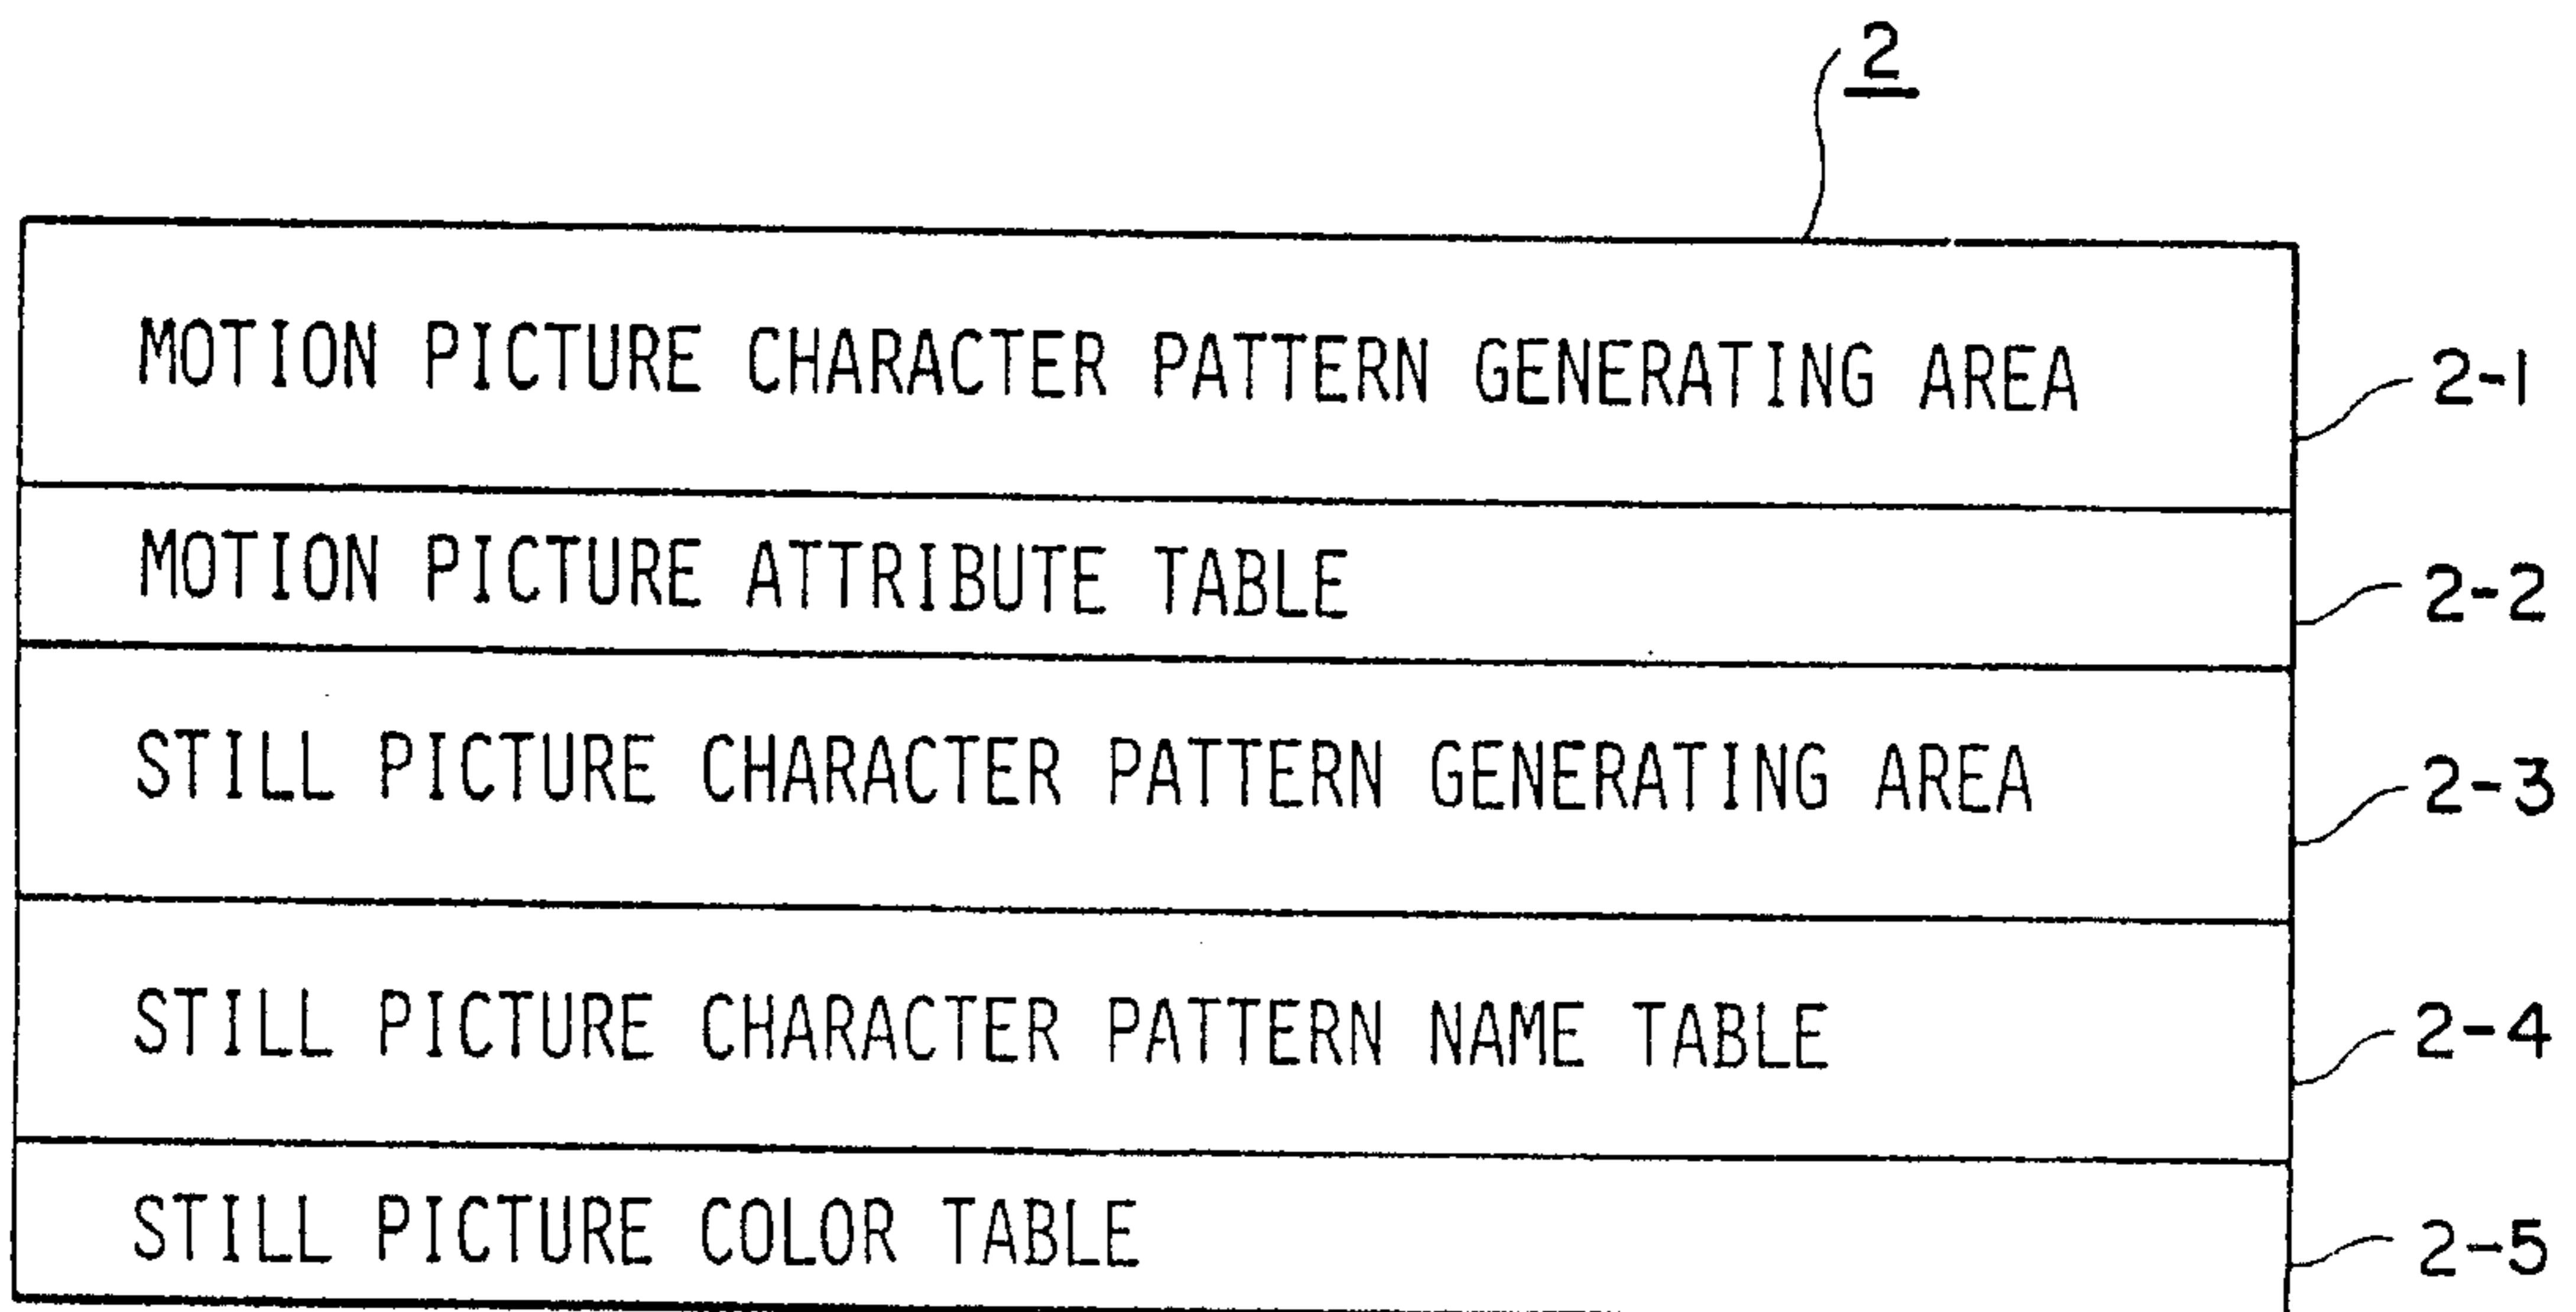 2
MOTION PICTURE CHARACTER PATTERN GENERATING AREA 2-1
MOTION PICTURE ATTRIBUTE TABLE 2-2
STILL PICTURE CHARACTER PATTERN GENERATING AREA 2-3
STILL PICTURE CHARACTER PATTERN NAME TABLE 2-4
STILL PICTURE COLOR TABLE 2-5